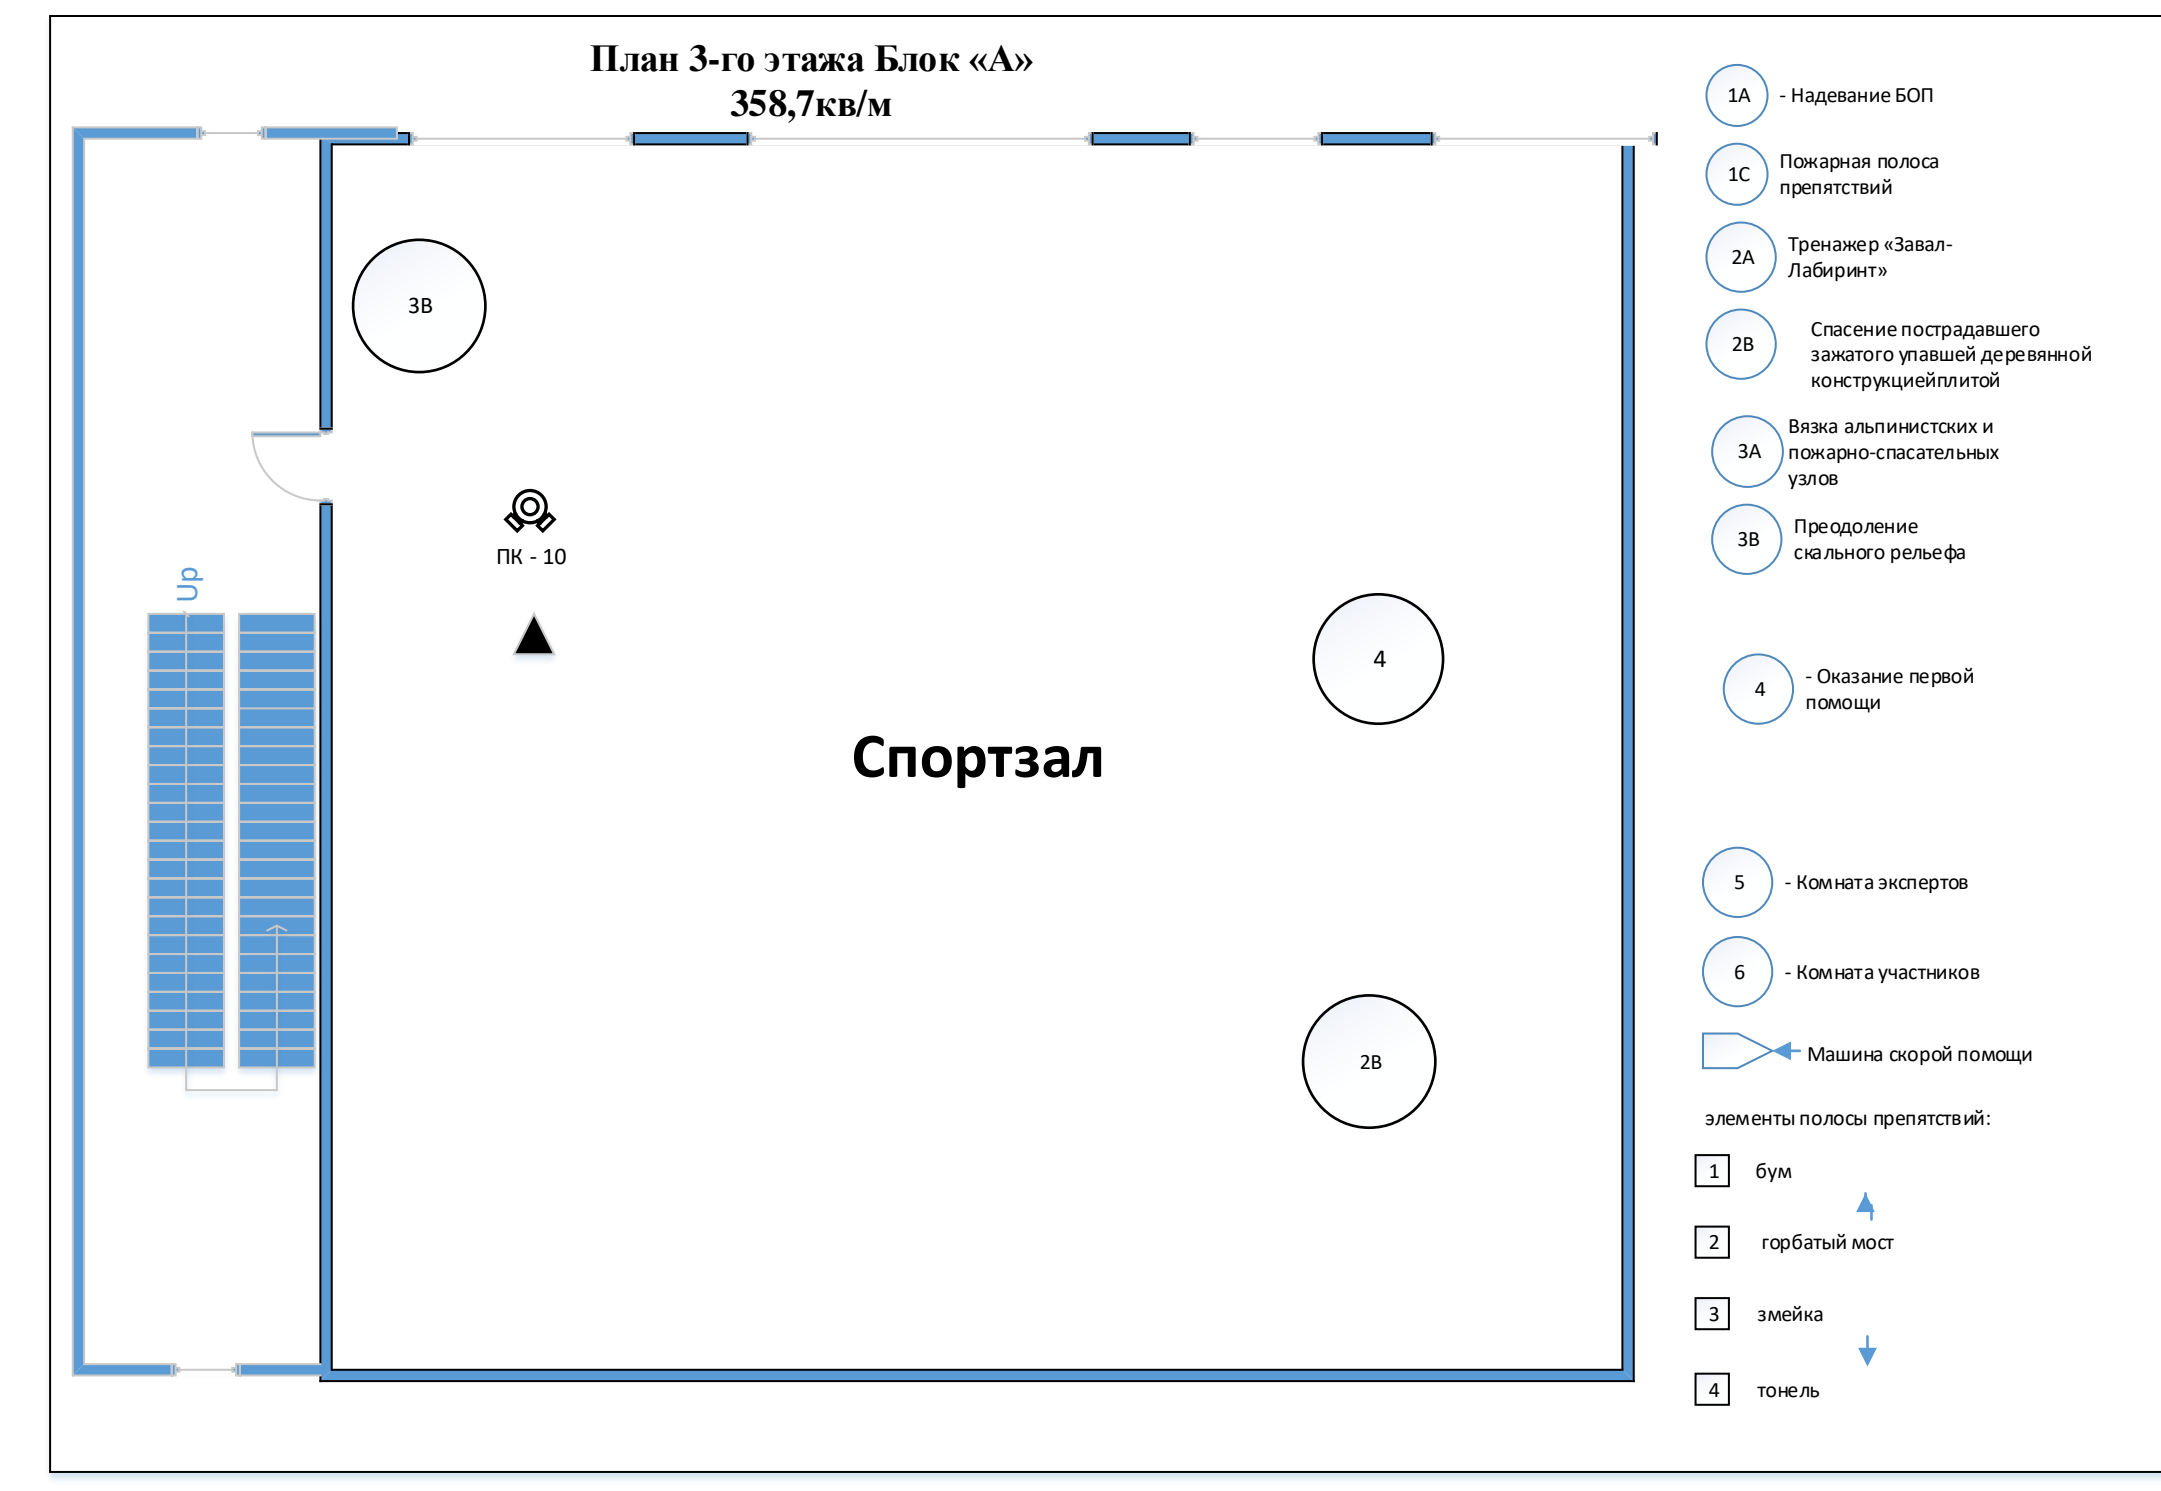 План 3-го этажа Блок «А»
358,7кв/м
3В
ПК - 10
Up
4
Спортзал
2В
1А
- Надевание БОП
1С
Пожарная полоса
препятствий
2А
Тренажер «Завал-
Лабиринт»
2В
Спасение пострадавшего
зажатого упавшей деревянной
конструкциейплитой
3А
Вязка альпинистских и
пожарно-спасательных
узлов
3В
Преодоление
скального рельефа
4
- Оказание первой
помощи
5
- Комната экспертов
6
- Комната участников
Машина скорой помощи
элементы полосы препятствий:
1
бум
2
горбатый мост
3
змейка
4
тонель